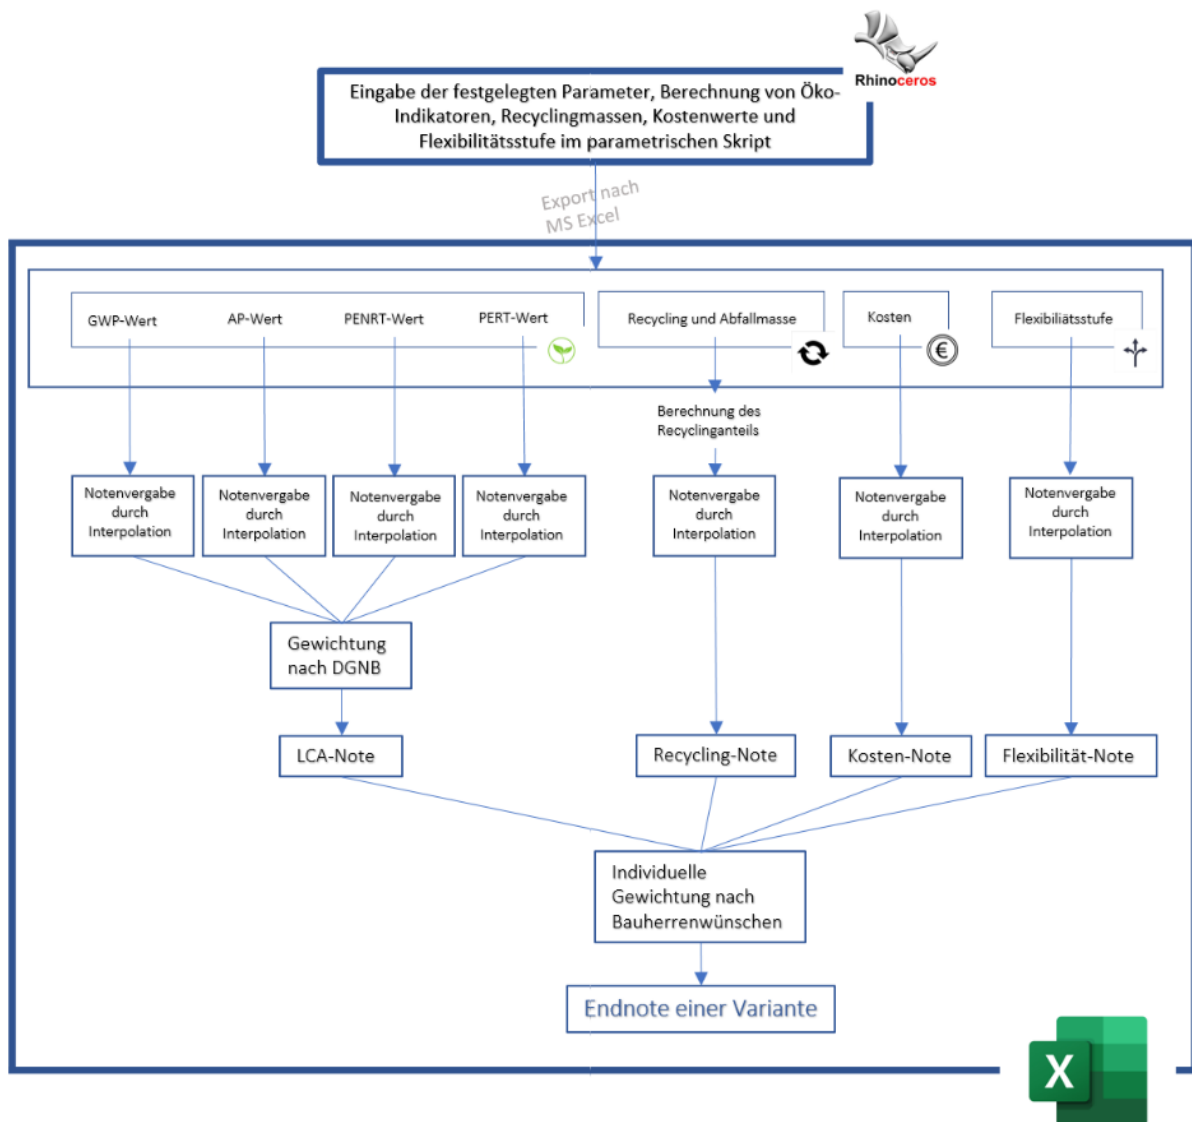 Rhinoceros
Eingabe der festgelegten Parameter, Berechnung von Öko-
Indikatoren, Recyclingmassen, Kostenwerte und
Flexibilitätsstufe im parametrischen Skript
Export nach
MS Excel
GWP-Wert
AP-Wert
PENRT-Wert
PERT-Wert
Recycling und Abfallmasse
Kosten
Flexibiliätsstufe
€
Berechnung des
Recyclinganteils
Notenvergabe
durch
Interpolation
Notenvergabe
durch
Interpolation
Notenvergabe
durch
Interpolation
Notenvergabe
durch
Interpolation
Notenvergabe
durch
Interpolation
Notenvergabe
durch
Interpolation
Notenvergabe
durch
Interpolation
Gewichtung
nach DGNB
LCA-Note
Recycling-Note
Kosten-Note
Flexibilität-Note
Individuelle
Gewichtung nach
Bauherrenwünschen
Endnote einer Variante
X